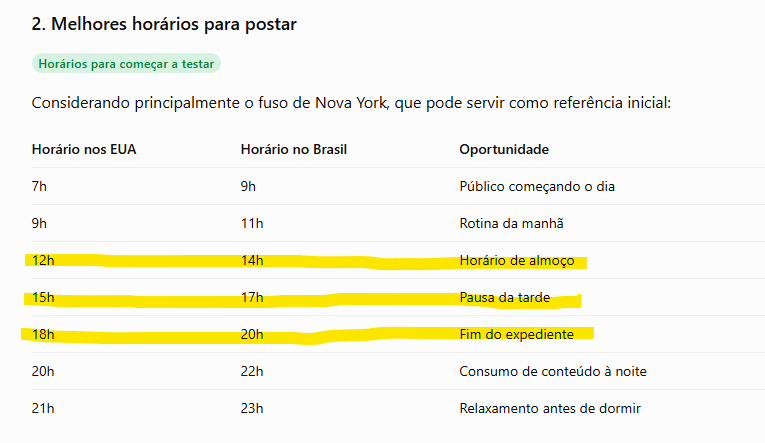 2. Melhores horários para postar
Horários para começar a testar
Considerando principalmente o fuso de Nova York, que pode servir como referência inicial:
Horário nos EUA Horário no Brasil Oportunidade
7h 9h Público começando o dia
9h 11h Rotina da manhã
12h 14h Horário de almoço
15h 17h Pausa da tarde
18h 20h Fim do expediente
20h 22h Consumo de conteúdo à noite
21h 23h Relaxamento antes de dormir